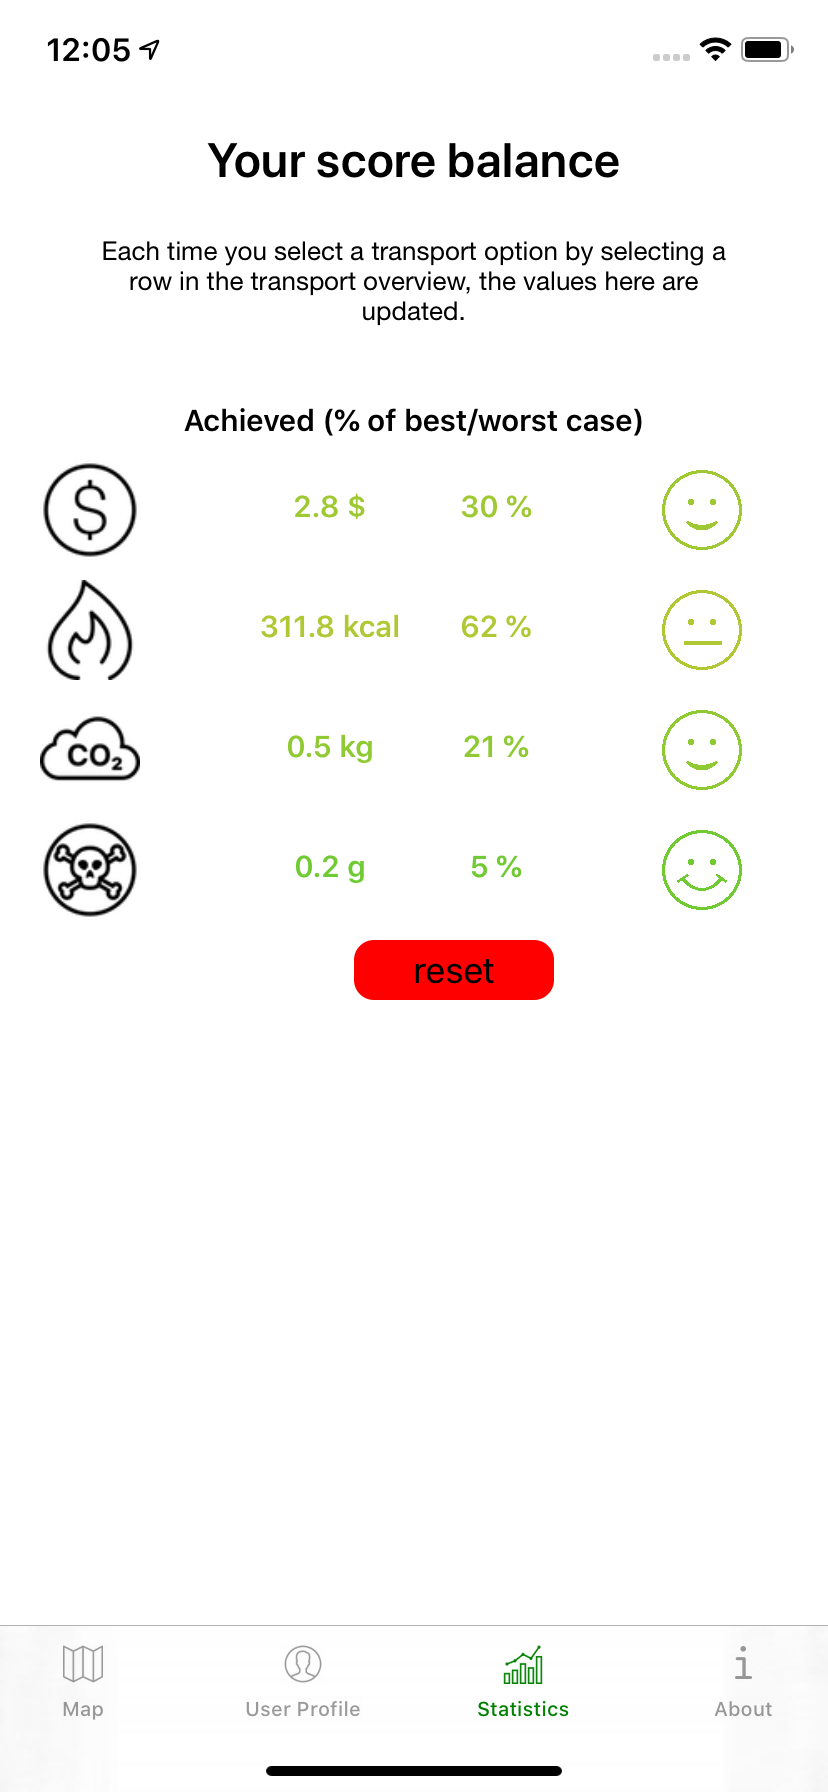 12:05
Your score balance
Each time you select a transport option by selecting a
row in the transport overview, the values here are
updated.
Achieved (% of best/worst case)
2.8 $ 30 %
311.8 kcal 62 %
CO₂ 0.5 kg 21 %
0.2 g 5 %
reset
Map User Profile Statistics About